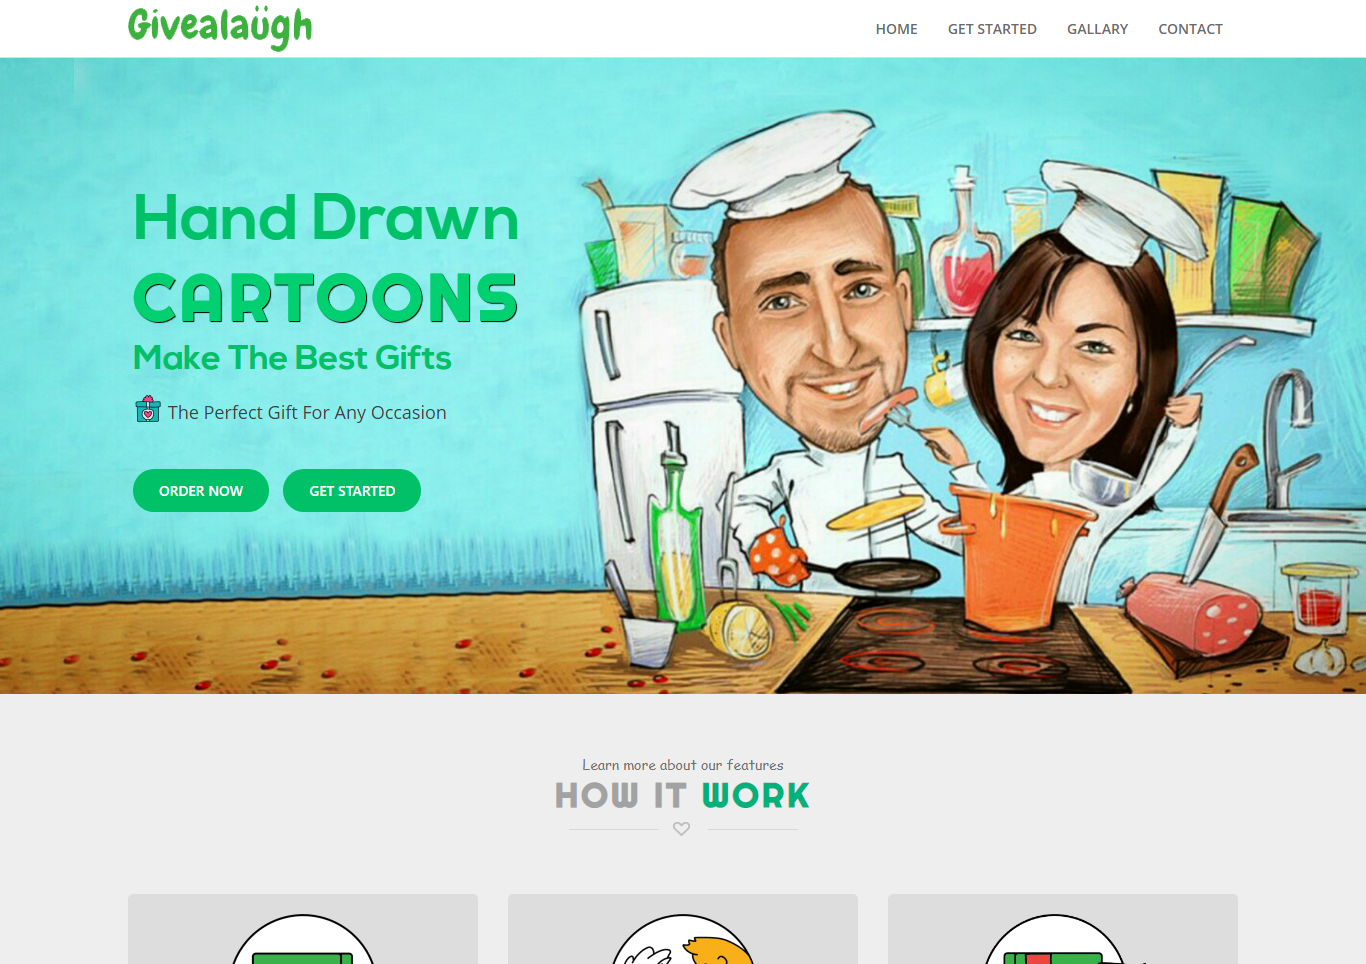 Givealaügh
HOME GET STARTED GALLARY CONTACT
Hand Drawn
CARTOONS
Make The Best Gifts
The Perfect Gift For Any Occasion
ORDER NOW GET STARTED
Learn more about our features
HOW IT WORK